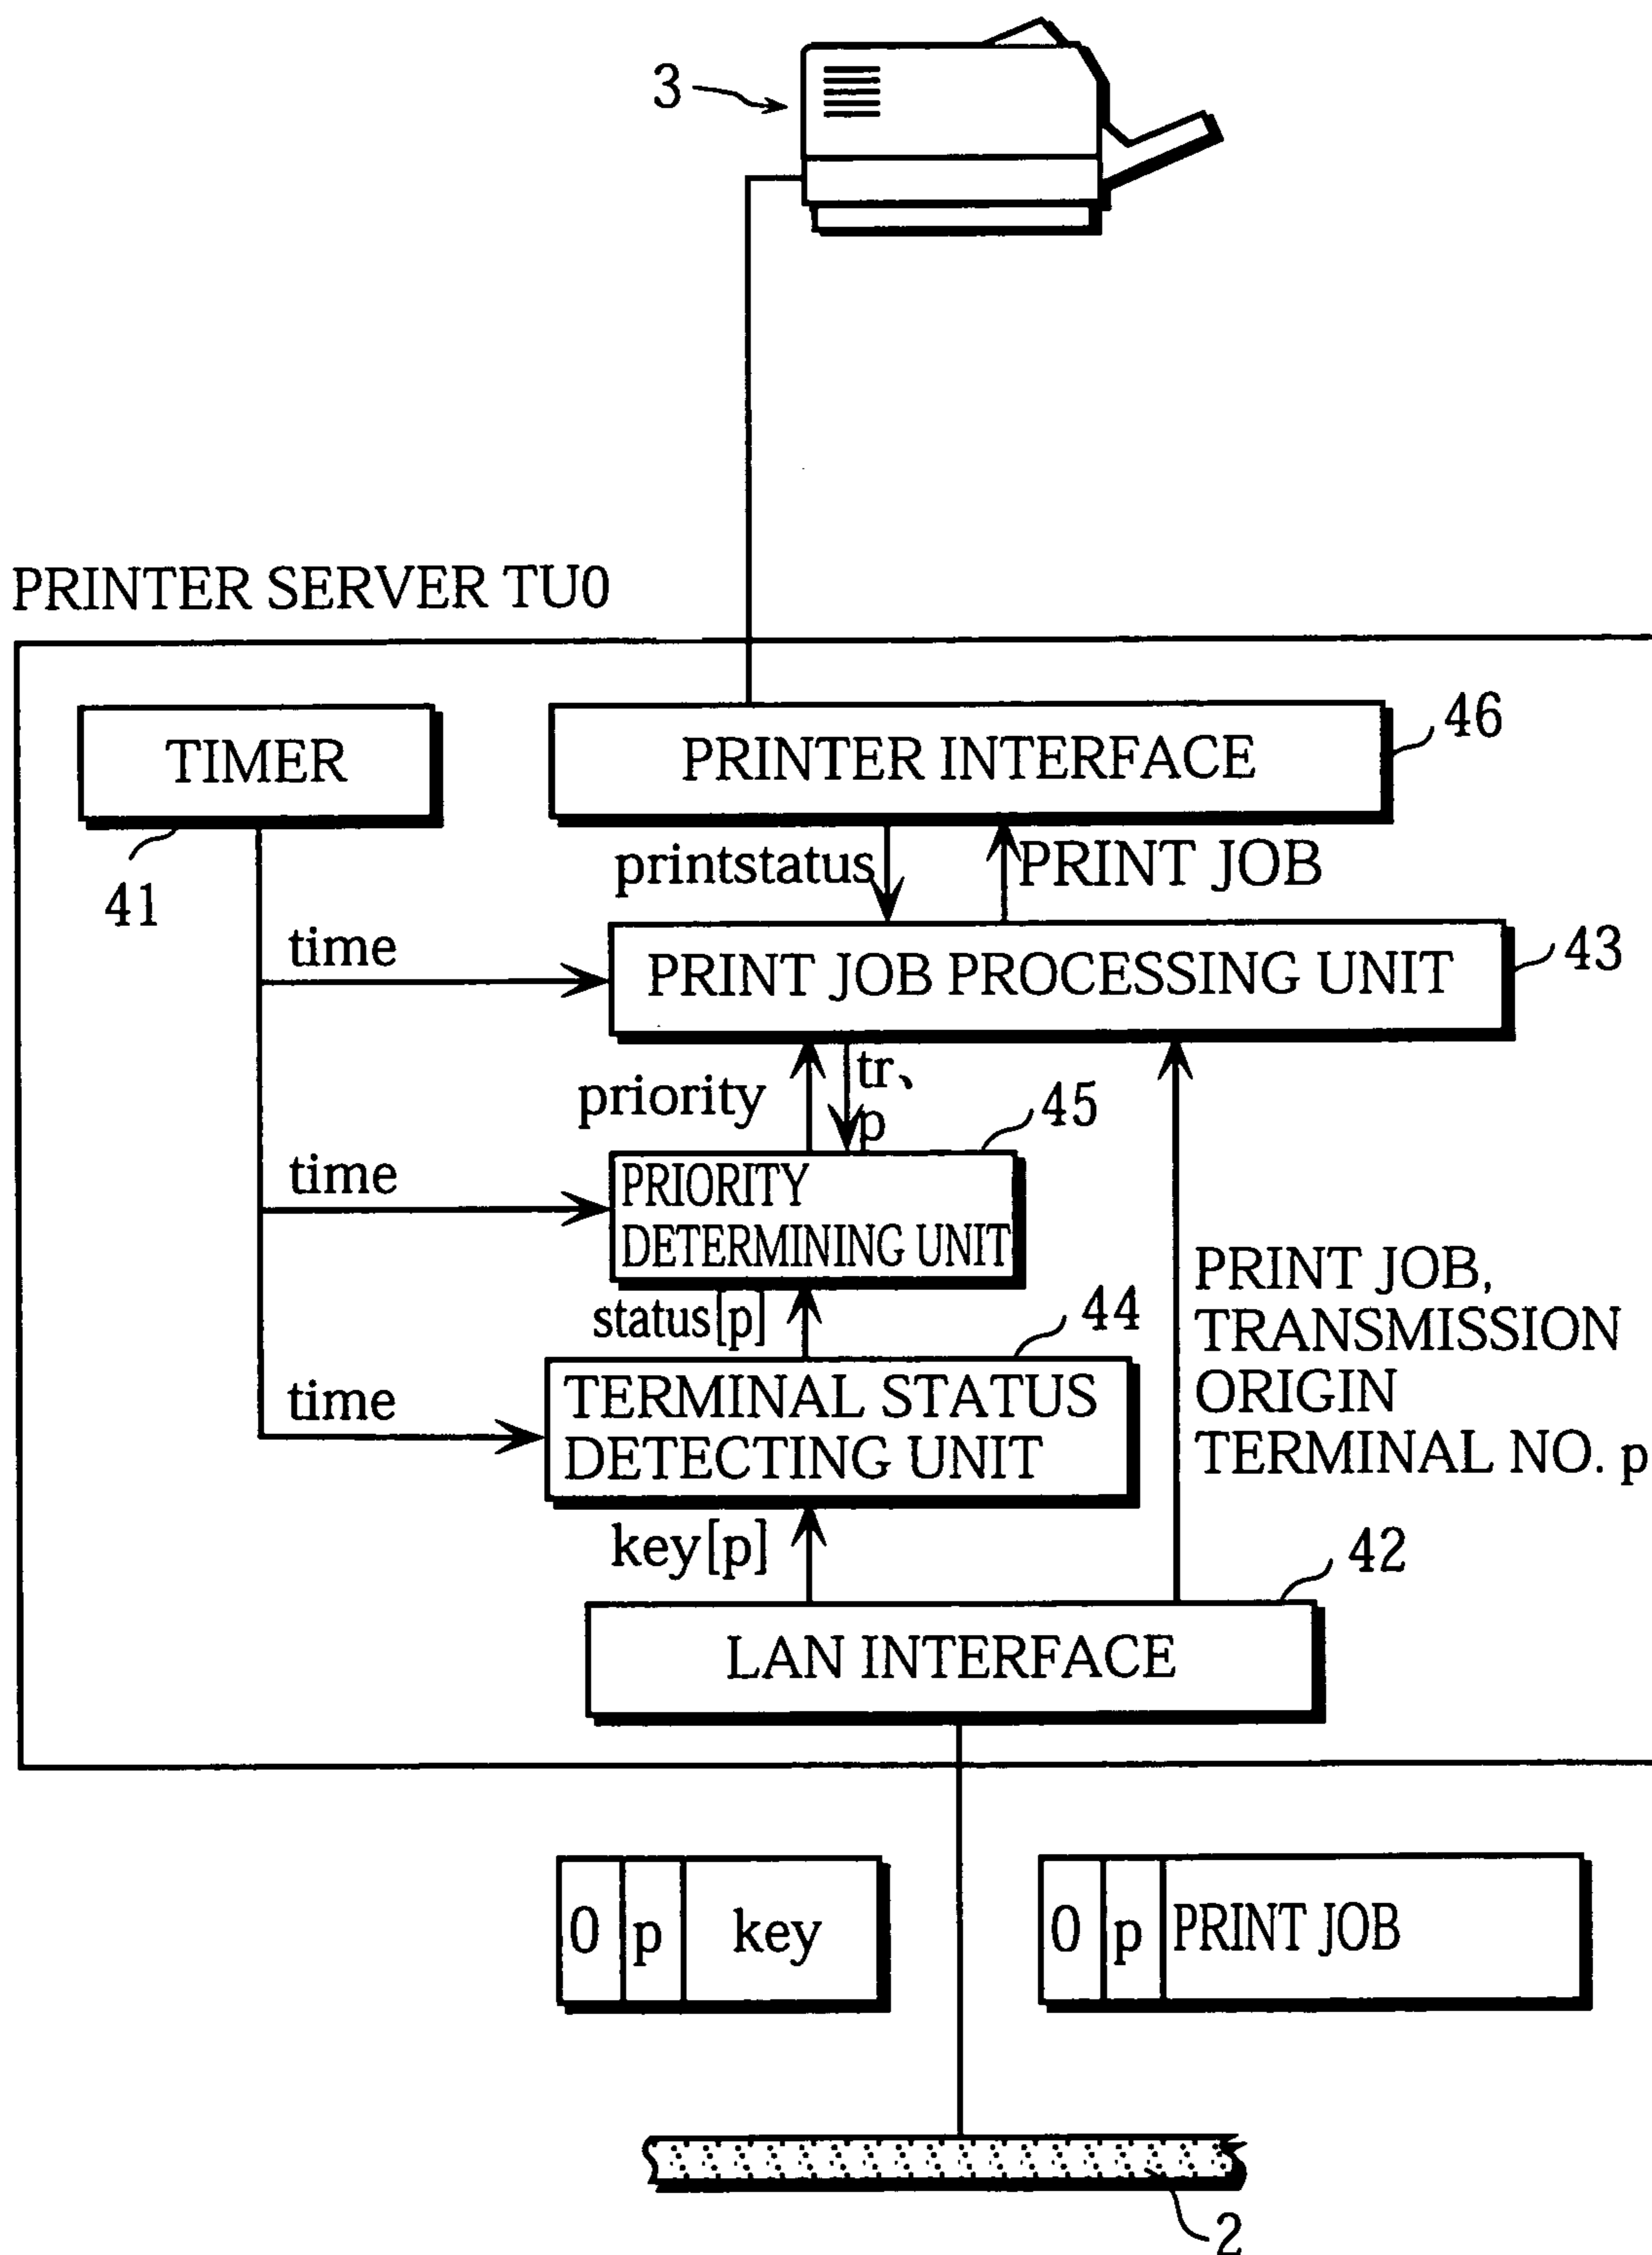 3
PRINTER SERVER TU0
TIMER
41
PRINTER INTERFACE
46
printstatus
PRINT JOB
time
PRINT JOB PROCESSING UNIT
43
priority
tr、
p
45
time
PRIORITY
DETERMINING UNIT
status[p]
44
time
TERMINAL STATUS
DETECTING UNIT
PRINT JOB,
TRANSMISSION
ORIGIN
TERMINAL NO. p
key[p]
42
LAN INTERFACE
0 p key
0 p PRINT JOB
2